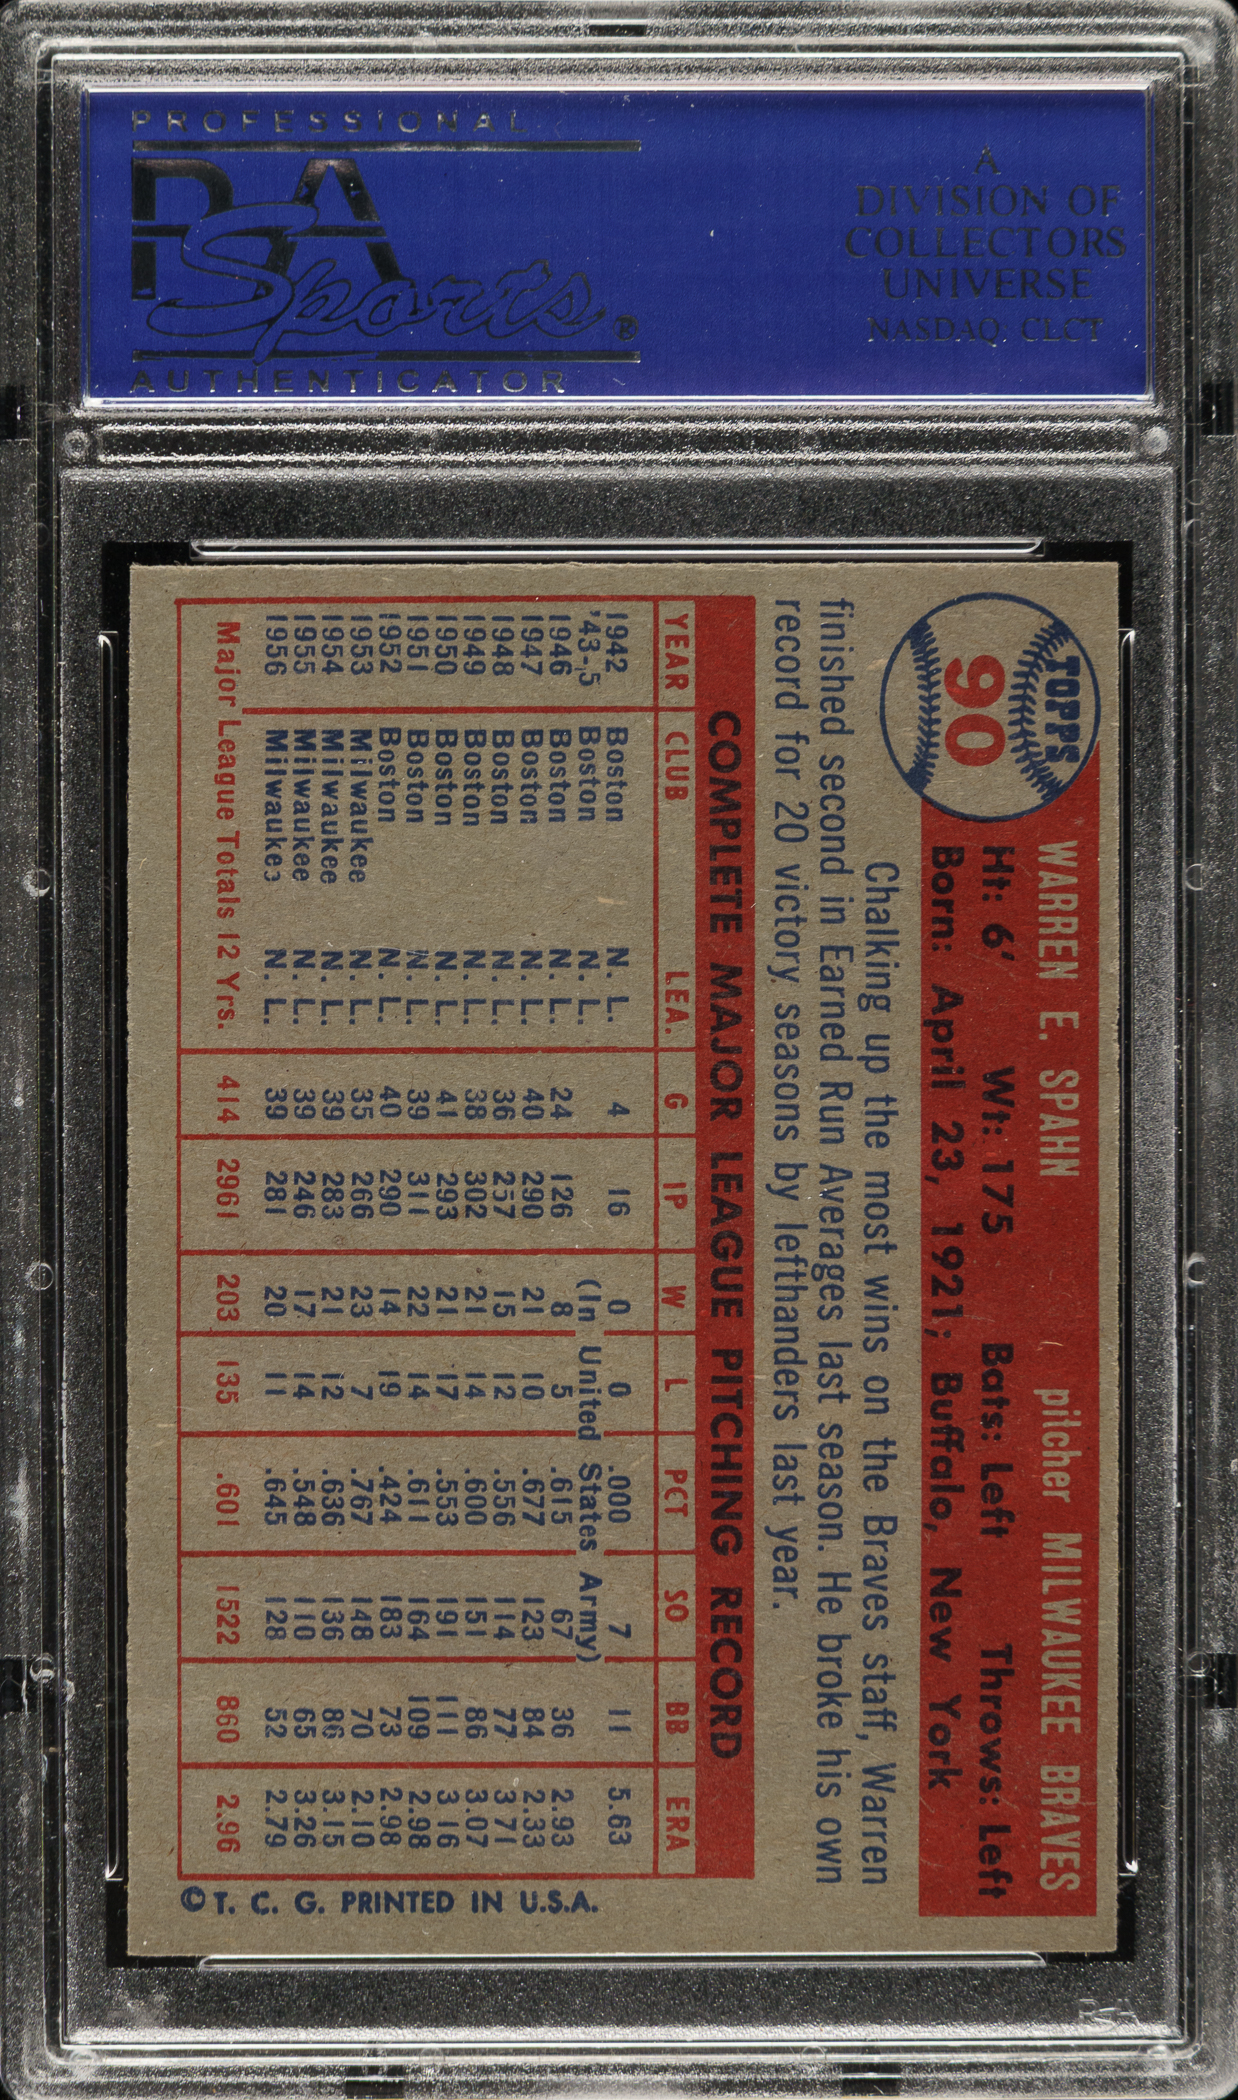 PROFESSIONAL
PSA
Sports®
AUTHENTICATOR
A
DIVISION OF
COLLECTORS
UNIVERSE
NASDAQ: CLCT
TOPPS
90
WARREN E. SPAHN pitcher MILWAUKEE BRAVES
Ht: 6' Wt: 175 Bats: Left Throws: Left
Born: April 23, 1921; Buffalo, New York
Chalking up the most wins on the Braves staff, Warren
finished second in Earned Run Averages last season. He broke his own
record for 20 victory seasons by lefthanders last year.
COMPLETE MAJOR LEAGUE PITCHING RECORD
YEAR CLUB LEA. G IP W L PCT SO BB ERA
1942 Boston N. L. 4 16 0 0 .000 7 11 5.63
'43-5 Boston N. L. (In United States Army)
1946 Boston N. L. 24 126 8 5 .615 67 36 2.93
1947 Boston N. L. 40 290 21 10 .677 123 84 2.33
1948 Boston N. L. 36 257 15 12 .556 114 77 3.71
1949 Boston N. L. 38 302 21 14 .600 151 86 3.07
1950 Boston N. L. 41 293 21 17 .553 191 111 3.16
1951 Boston N. L. 39 311 22 14 .611 164 109 2.98
1952 Boston N. L. 40 290 14 19 .424 183 73 2.98
1953 Milwaukee N. L. 35 266 23 7 .767 148 70 2.10
1954 Milwaukee N. L. 39 283 21 12 .636 136 86 3.15
1955 Milwaukee N. L. 39 246 17 14 .548 110 65 3.26
1956 Milwaukee N. L. 39 281 20 11 .645 128 52 2.79
Major League Totals 12 Yrs. 414 2961 203 135 .601 1522 860 2.96
© T. C. G. PRINTED IN U.S.A.
PSA